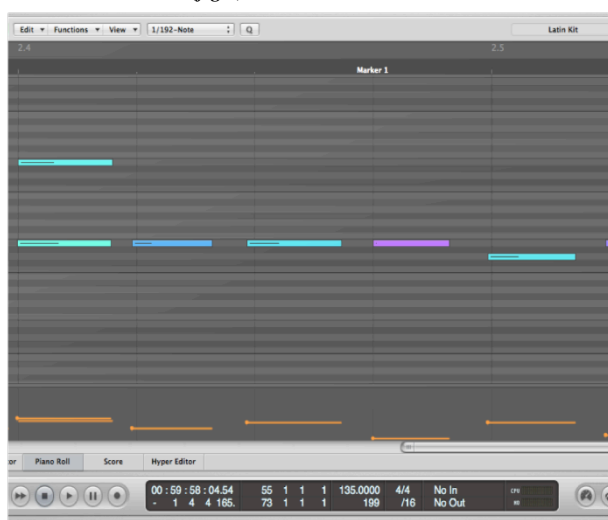 Edit Functions View 1/192-Note Q Latin Kit
2.4 2.5
Marker 1
or Piano Roll Score Hyper Editor
00 : 59 : 58 : 04.54 55 1 1 1 135.0000 4/4 No In CPU
- 1 4 4 165. 73 1 1 1 199 /16 No Out HD